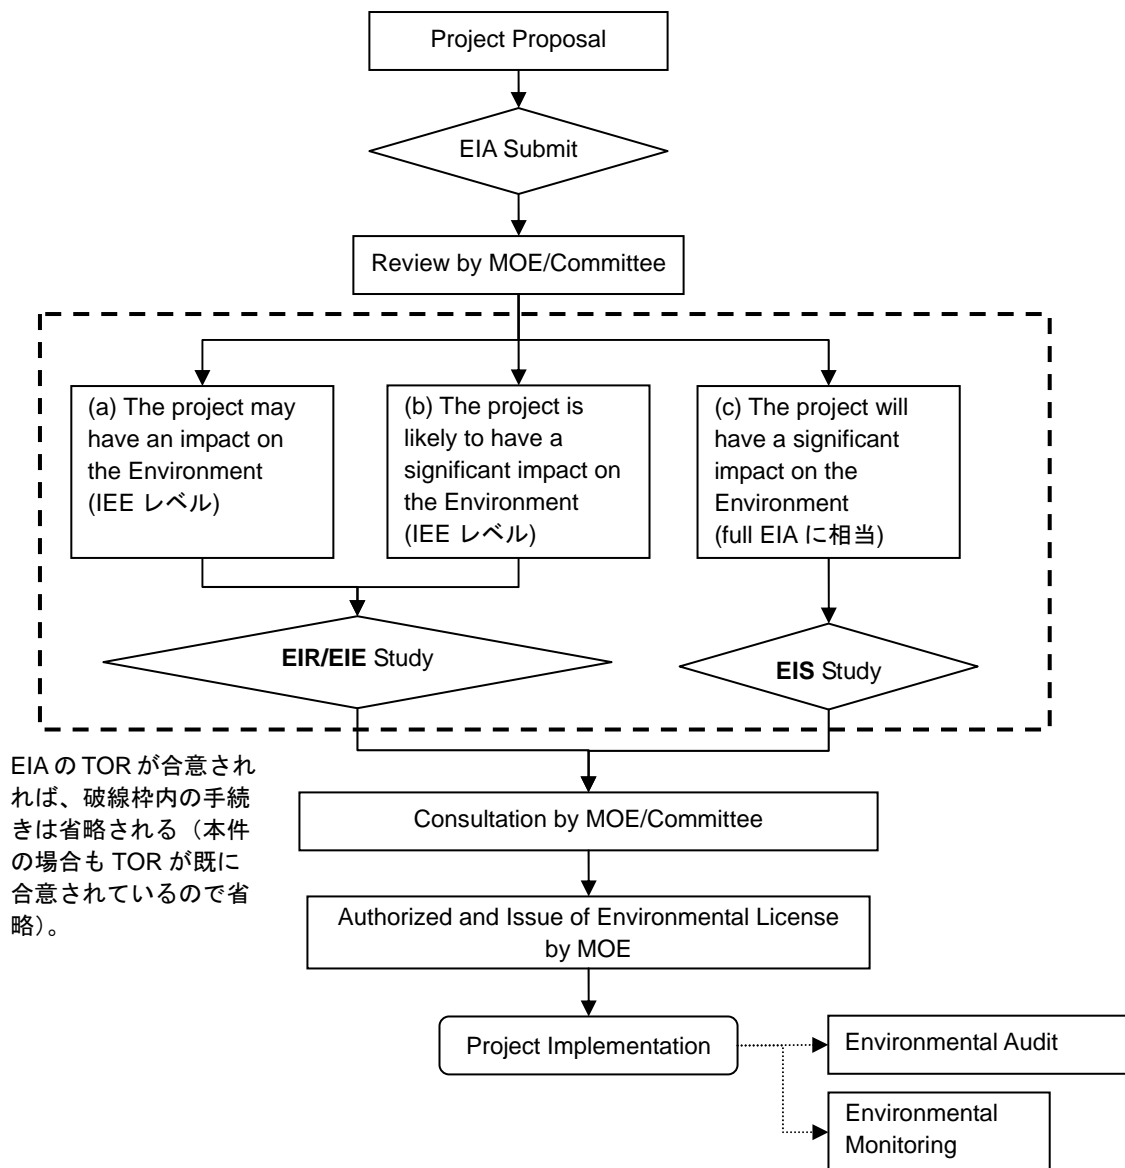 Project Proposal
EIA Submit
Review by MOE/Committee
(a) The project may
have an impact on
the Environment
(IEE レベル)
(b) The project is
likely to have a
significant impact on
the Environment
(IEE レベル)
(c) The project will
have a significant
impact on the
Environment
(full EIA に相当)
EIR/EIE Study
EIS Study
EIA の TOR が合意され
れば、破線枠内の手続
きは省略される（本件
の場合も TOR が既に
合意されているので省
略）。
Consultation by MOE/Committee
Authorized and Issue of Environmental License
by MOE
Project Implementation
Environmental Audit
Environmental
Monitoring